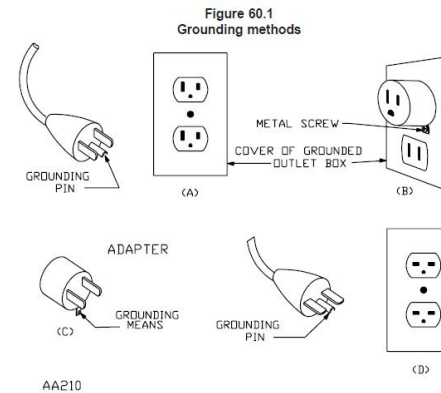 Figure 60.1
Grounding methods
METAL SCREW
COVER OF GROUNDED
OUTLET BOX
GROUNDING
PIN
(A)
(B)
ADAPTER
GROUNDING
MEANS
(C)
GROUNDING
PIN
(D)
AA210